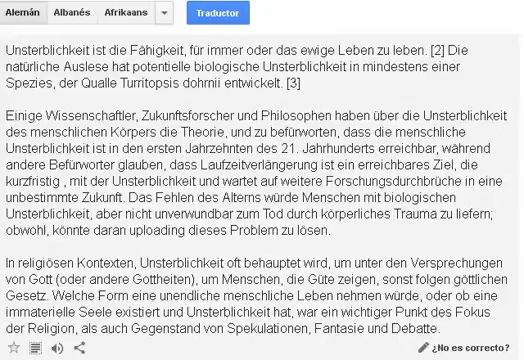 Alemán Albanés Afrikaans Traductor
Unsterblichkeit ist die Fähigkeit, für immer oder das ewige Leben zu leben. [2] Die
natürliche Auslese hat potentielle biologische Unsterblichkeit in mindestens einer
Spezies, der Qualle Turritopsis dohrnii entwickelt. [3]
Einige Wissenschaftler, Zukunftsforscher und Philosophen haben über die Unsterblichkeit
des menschlichen Körpers die Theorie, und zu befürworten, dass die menschliche
Unsterblichkeit ist in den ersten Jahrzehnten des 21. Jahrhunderts erreichbar, während
andere Befürworter glauben, dass Laufzeitverlängerung ist ein erreichbares Ziel, die
kurzfristig , mit der Unsterblichkeit und wartet auf weitere Forschungsdurchbrüche in eine
unbestimmte Zukunft. Das Fehlen des Alterns würde Menschen mit biologischen
Unsterblichkeit, aber nicht unverwundbar zum Tod durch körperliches Trauma zu liefern;
obwohl, könnte daran uploading dieses Problem zu lösen.
In religiösen Kontexten, Unsterblichkeit oft behauptet wird, um unter den Versprechungen
von Gott (oder andere Gottheiten), um Menschen, die Güte zeigen, sonst folgen göttlichen
Gesetz. Welche Form eine unendliche menschliche Leben nehmen würde, oder ob eine
immaterielle Seele existiert und Unsterblichkeit hat, war ein wichtiger Punkt des Fokus
der Religion, als auch Gegenstand von Spekulationen, Fantasie und Debatte.
¿No es correcto?